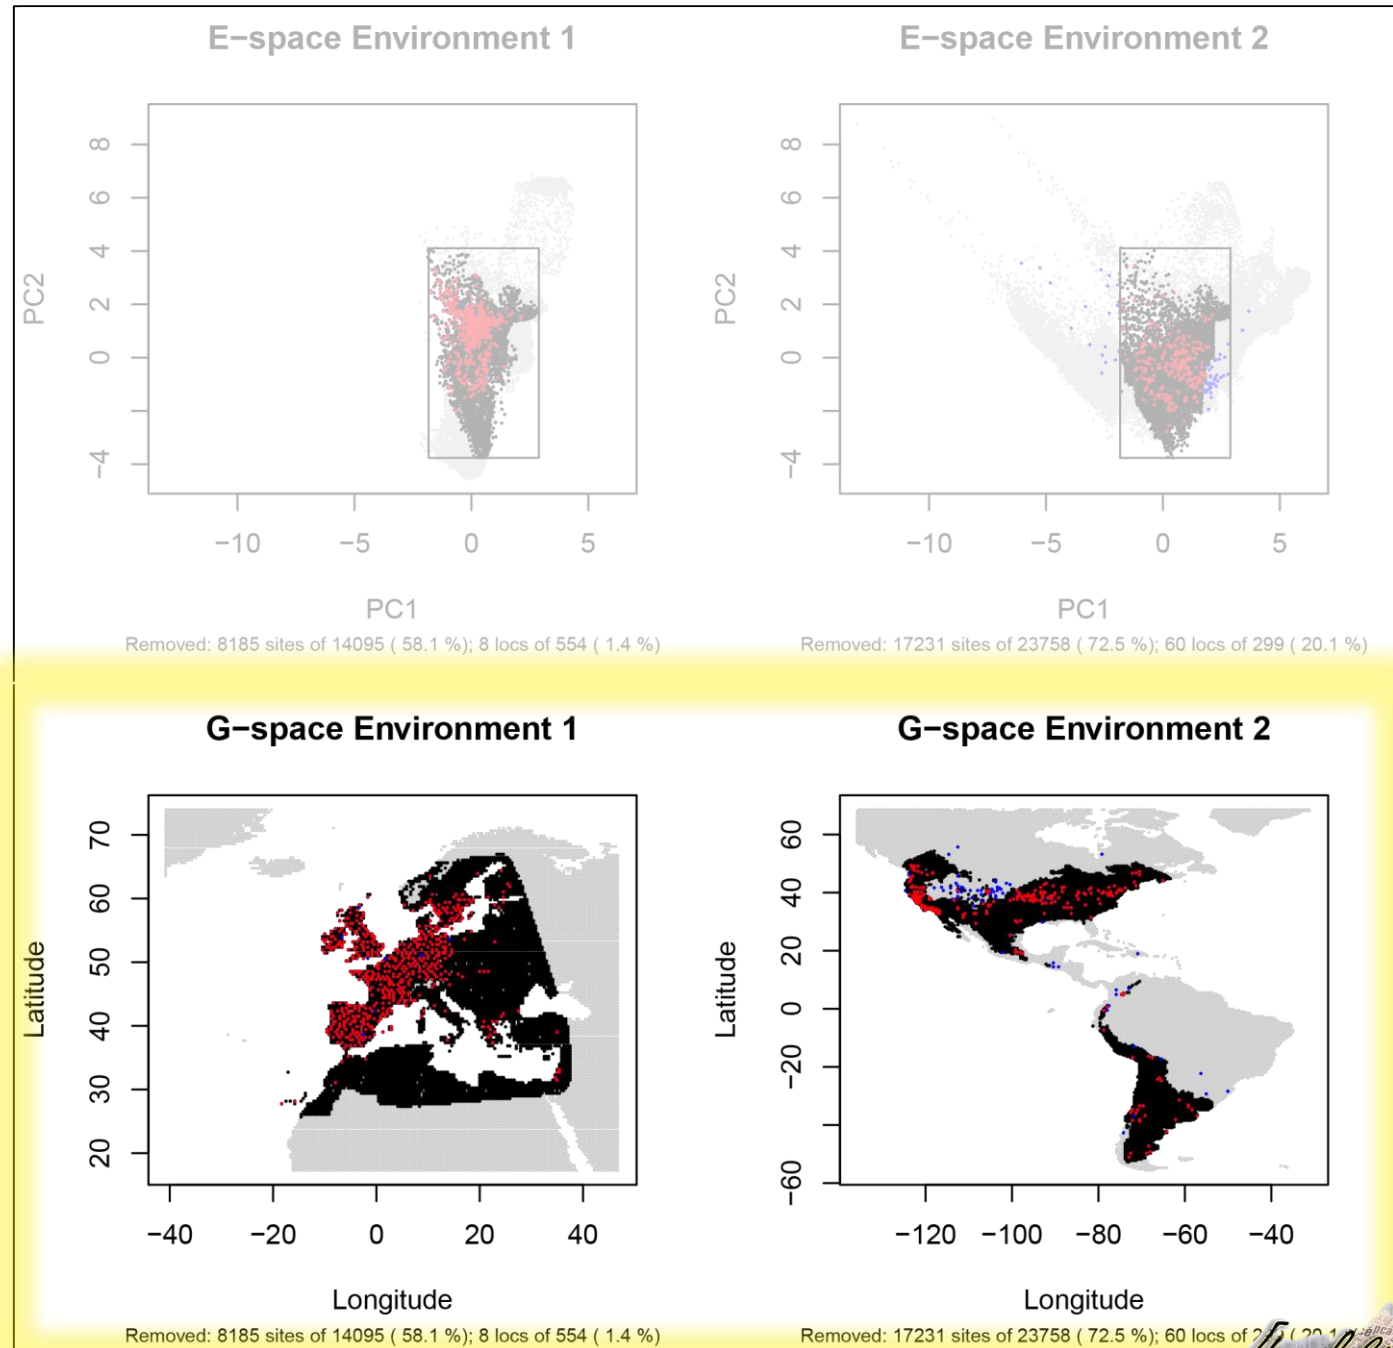 E−space Environment 1
E−space Environment 2
8
6
4
2
0
−4
PC2
−10
−5
0
5
PC1
Removed: 8185 sites of 14095 ( 58.1 %); 8 locs of 554 ( 1.4 %)
8
6
4
2
0
−4
PC2
−10
−5
0
5
PC1
Removed: 17231 sites of 23758 ( 72.5 %); 60 locs of 299 ( 20.1 %)
G−space Environment 1
G−space Environment 2
70
60
50
40
30
20
Latitude
−40
−20
0
20
40
Longitude
Removed: 8185 sites of 14095 ( 58.1 %); 8 locs of 554 ( 1.4 %)
60
40
20
0
−20
−60
Latitude
−120
−100
−80
−60
−40
Longitude
Removed: 17231 sites of 23758 ( 72.5 %); 60 locs of